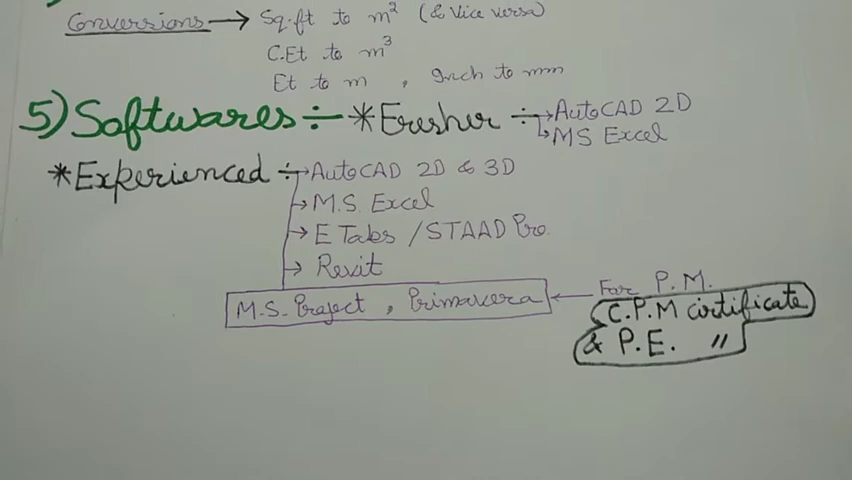 Conversions → Sq.ft to m² (& Vice versa)
C.Ft to m³
Ft to m , Inch to mm
5) Softwares ÷ *Fresher ÷ → AutoCAD 2D
→ MS Excel
*Experienced ÷ → AutoCAD 2D & 3D
→ M.S. Excel
→ E Tabs / STAAD Pro.
→ Revit
M.S. Project , Primavera ← For P.M.
C.P.M certificate
& P.E. 〃